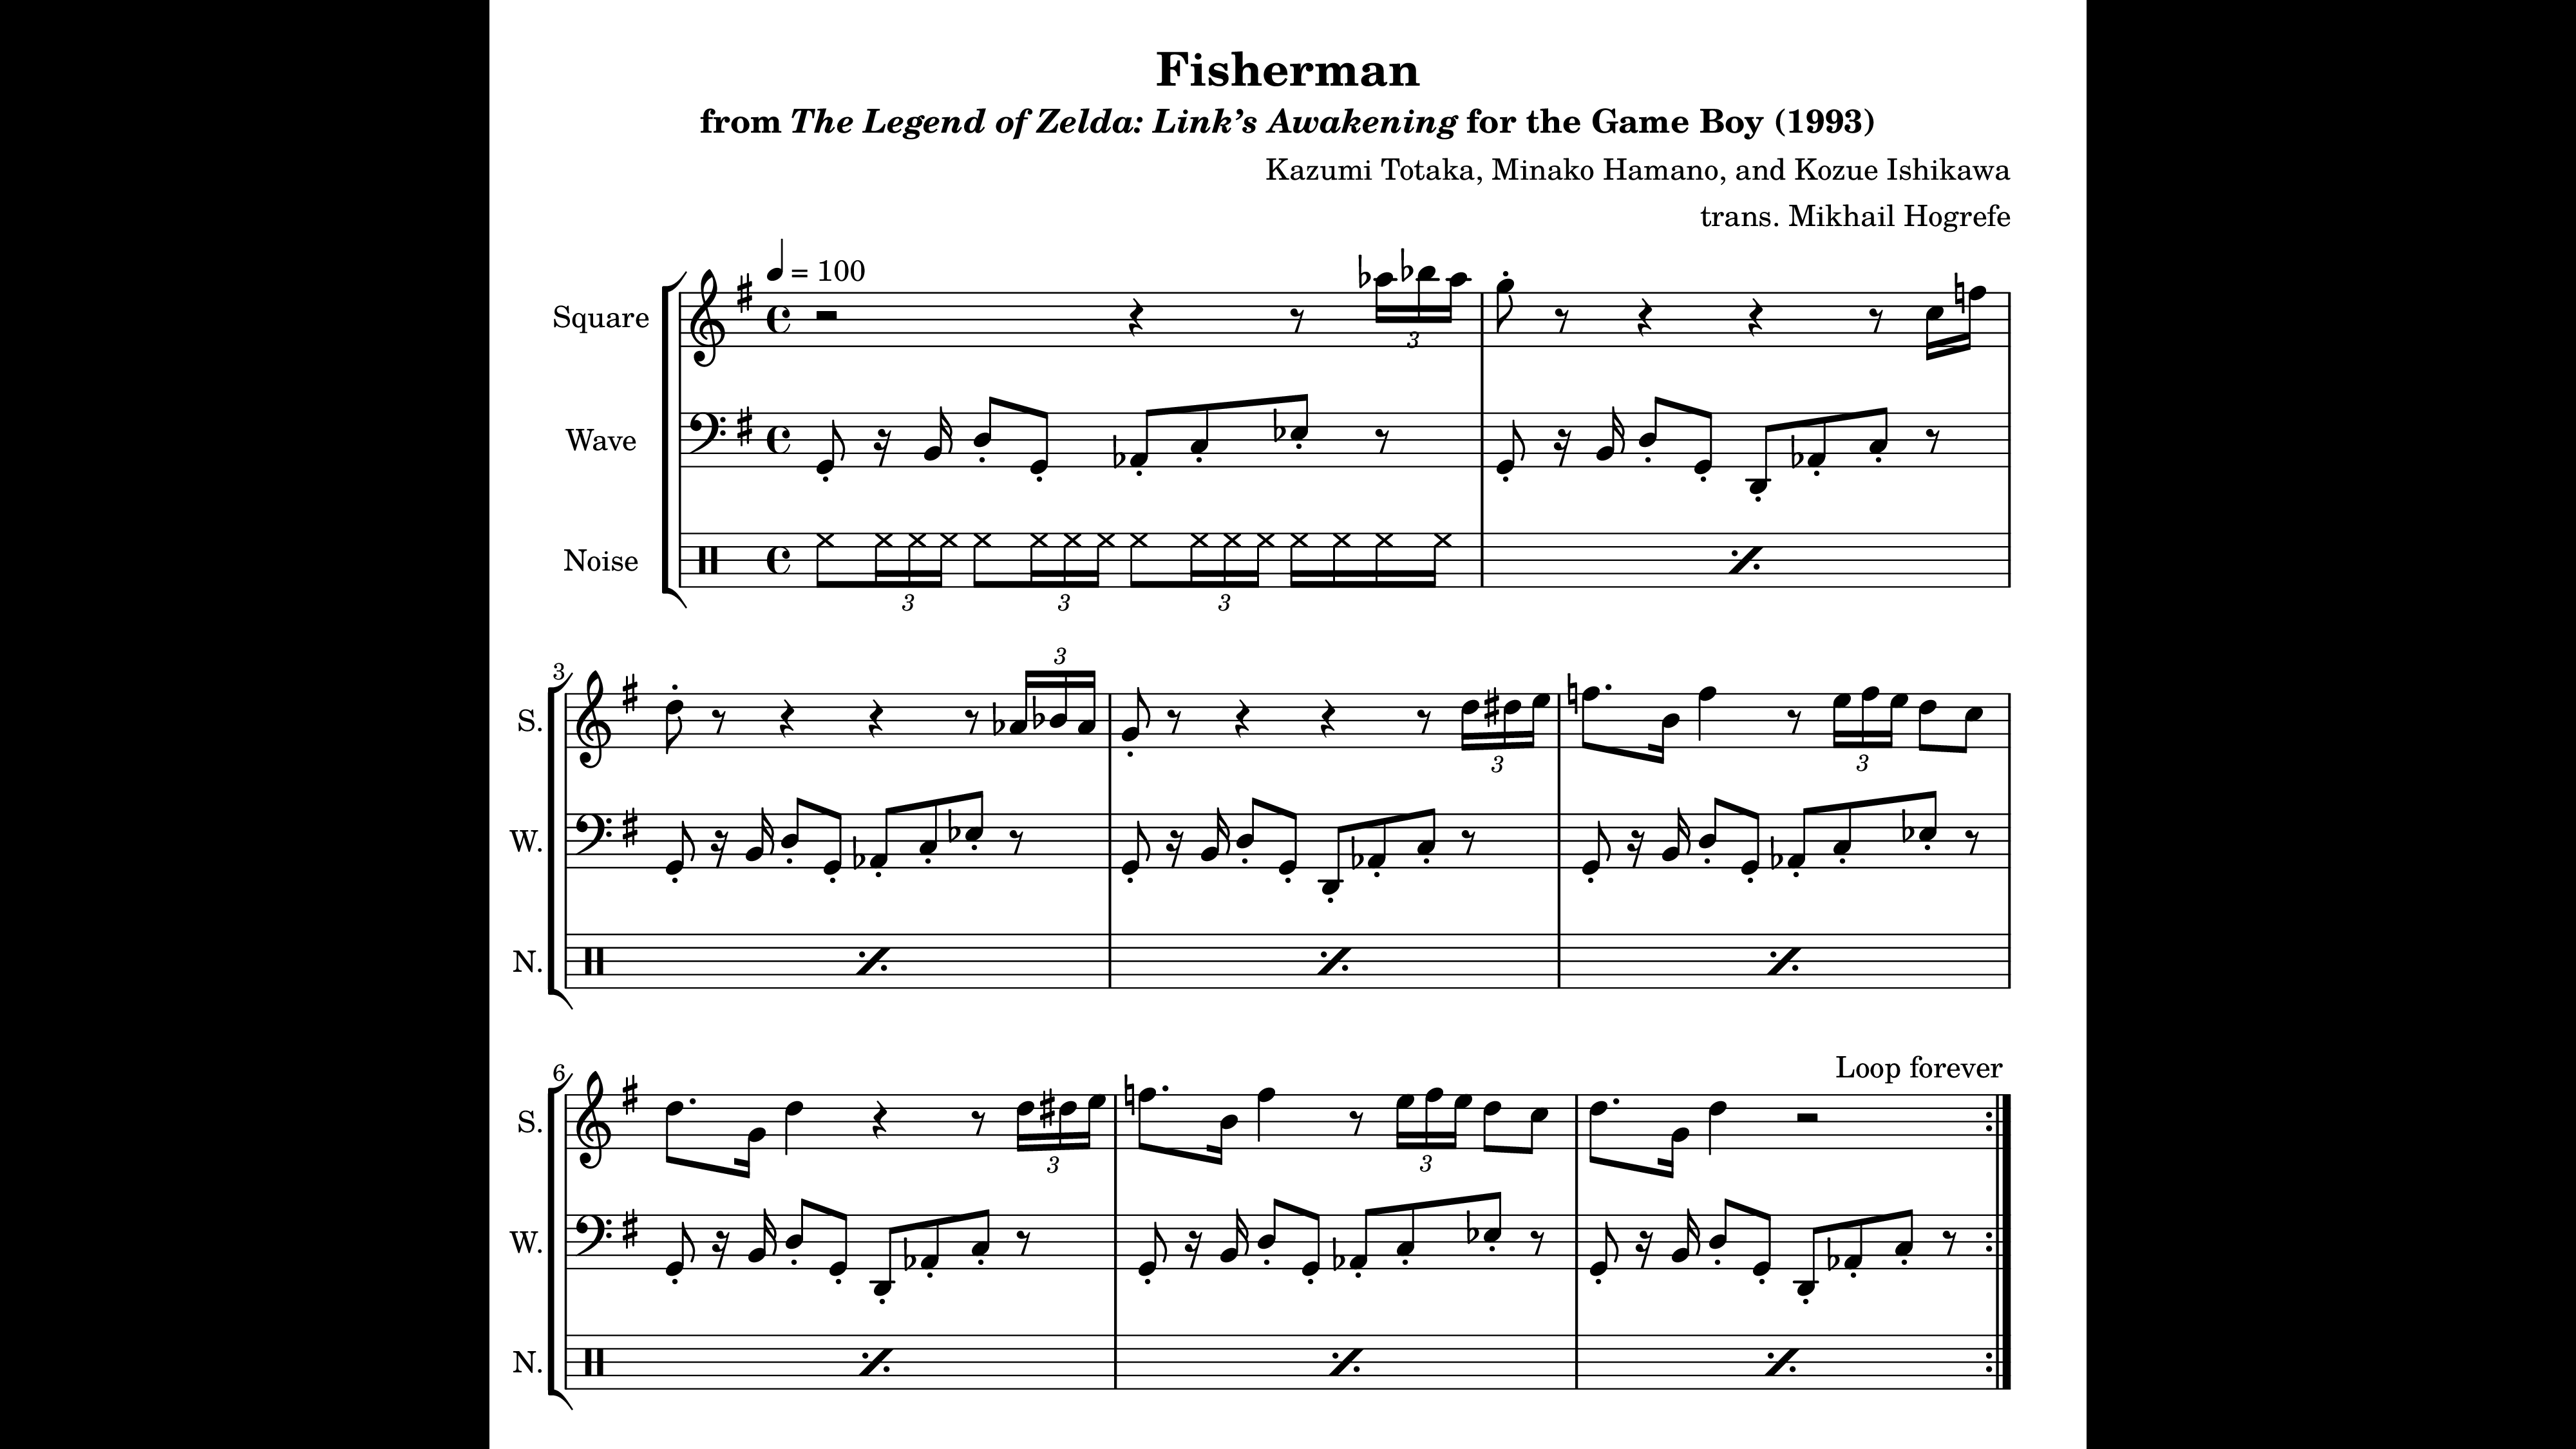 Fisherman
from The Legend of Zelda: Link’s Awakening for the Game Boy (1993)
Kazumi Totaka, Minako Hamano, and Kozue Ishikawa
trans. Mikhail Hogrefe
= 100
Square
3
Wave
Noise
3 3 3
3
3
S.
3 3
W.
N.
Loop forever
6
S.
3 3
W.
N.